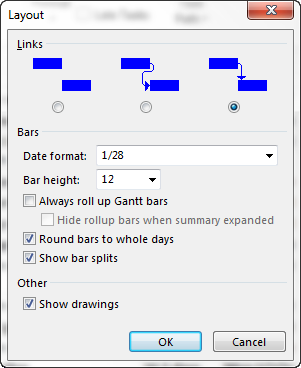 Layout
Links
Bars
Date format: 1/28
Bar height: 12
Always roll up Gantt bars
Hide rollup bars when summary expanded
Round bars to whole days
Show bar splits
Other
Show drawings
OK Cancel